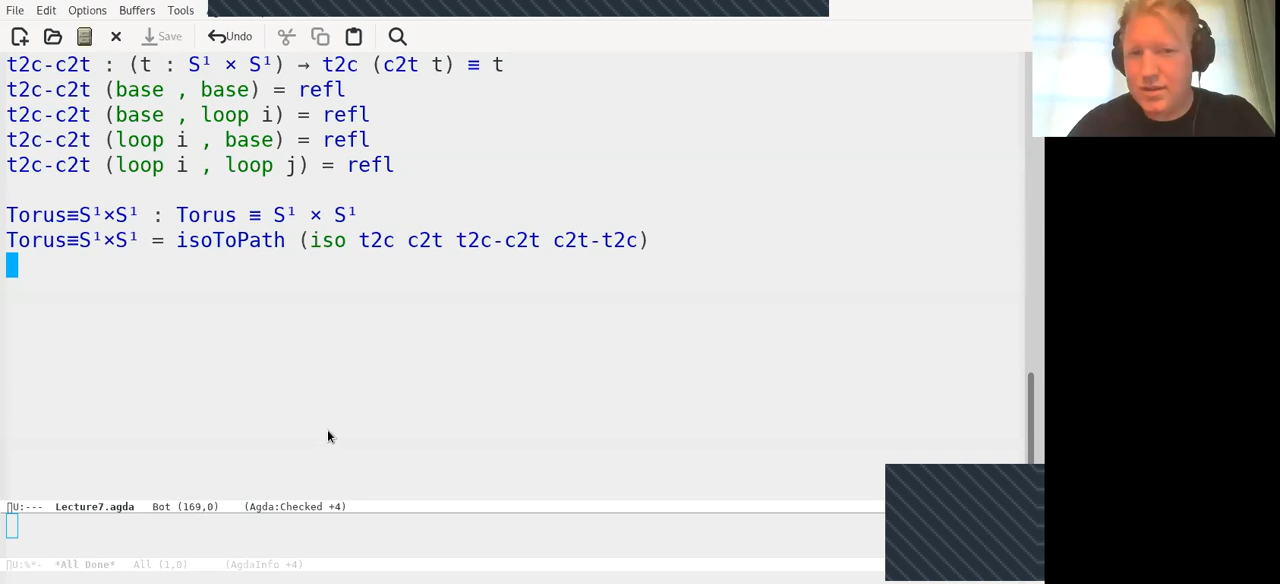 File Edit Options Buffers Tools
Save Undo
t2c-c2t : (t : S¹ × S¹) → t2c (c2t t) ≡ t
t2c-c2t (base , base) = refl
t2c-c2t (base , loop i) = refl
t2c-c2t (loop i , base) = refl
t2c-c2t (loop i , loop j) = refl
Torus≡S¹×S¹ : Torus ≡ S¹ × S¹
Torus≡S¹×S¹ = isoToPath (iso t2c c2t t2c-c2t c2t-t2c)
U:--- Lecture7.agda Bot (169,0) (Agda:Checked +4)
U:%*- *All Done* All (1,0) (AgdaInfo +4)